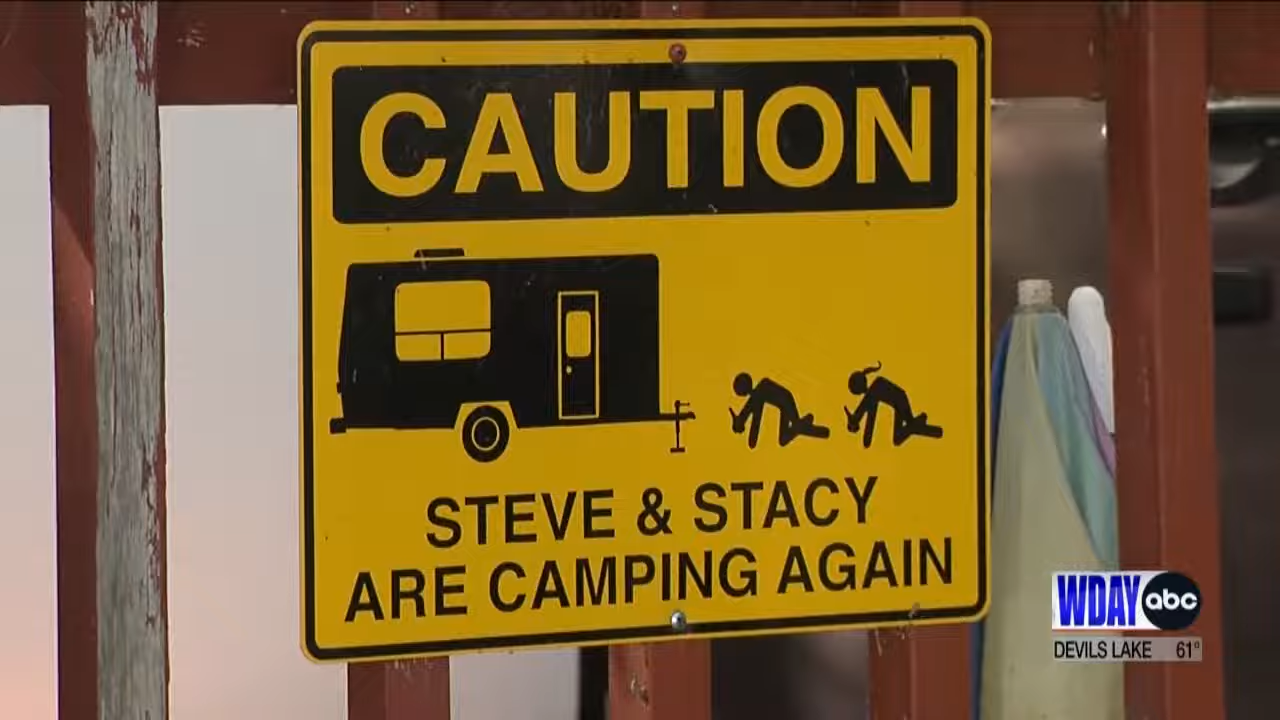 CAUTION
STEVE & STACY
ARE CAMPING AGAIN
WDAY abc
DEVILS LAKE 61°